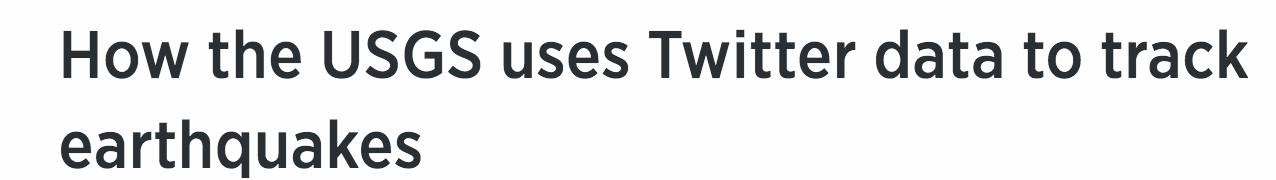 How the USGS uses Twitter data to track
earthquakes